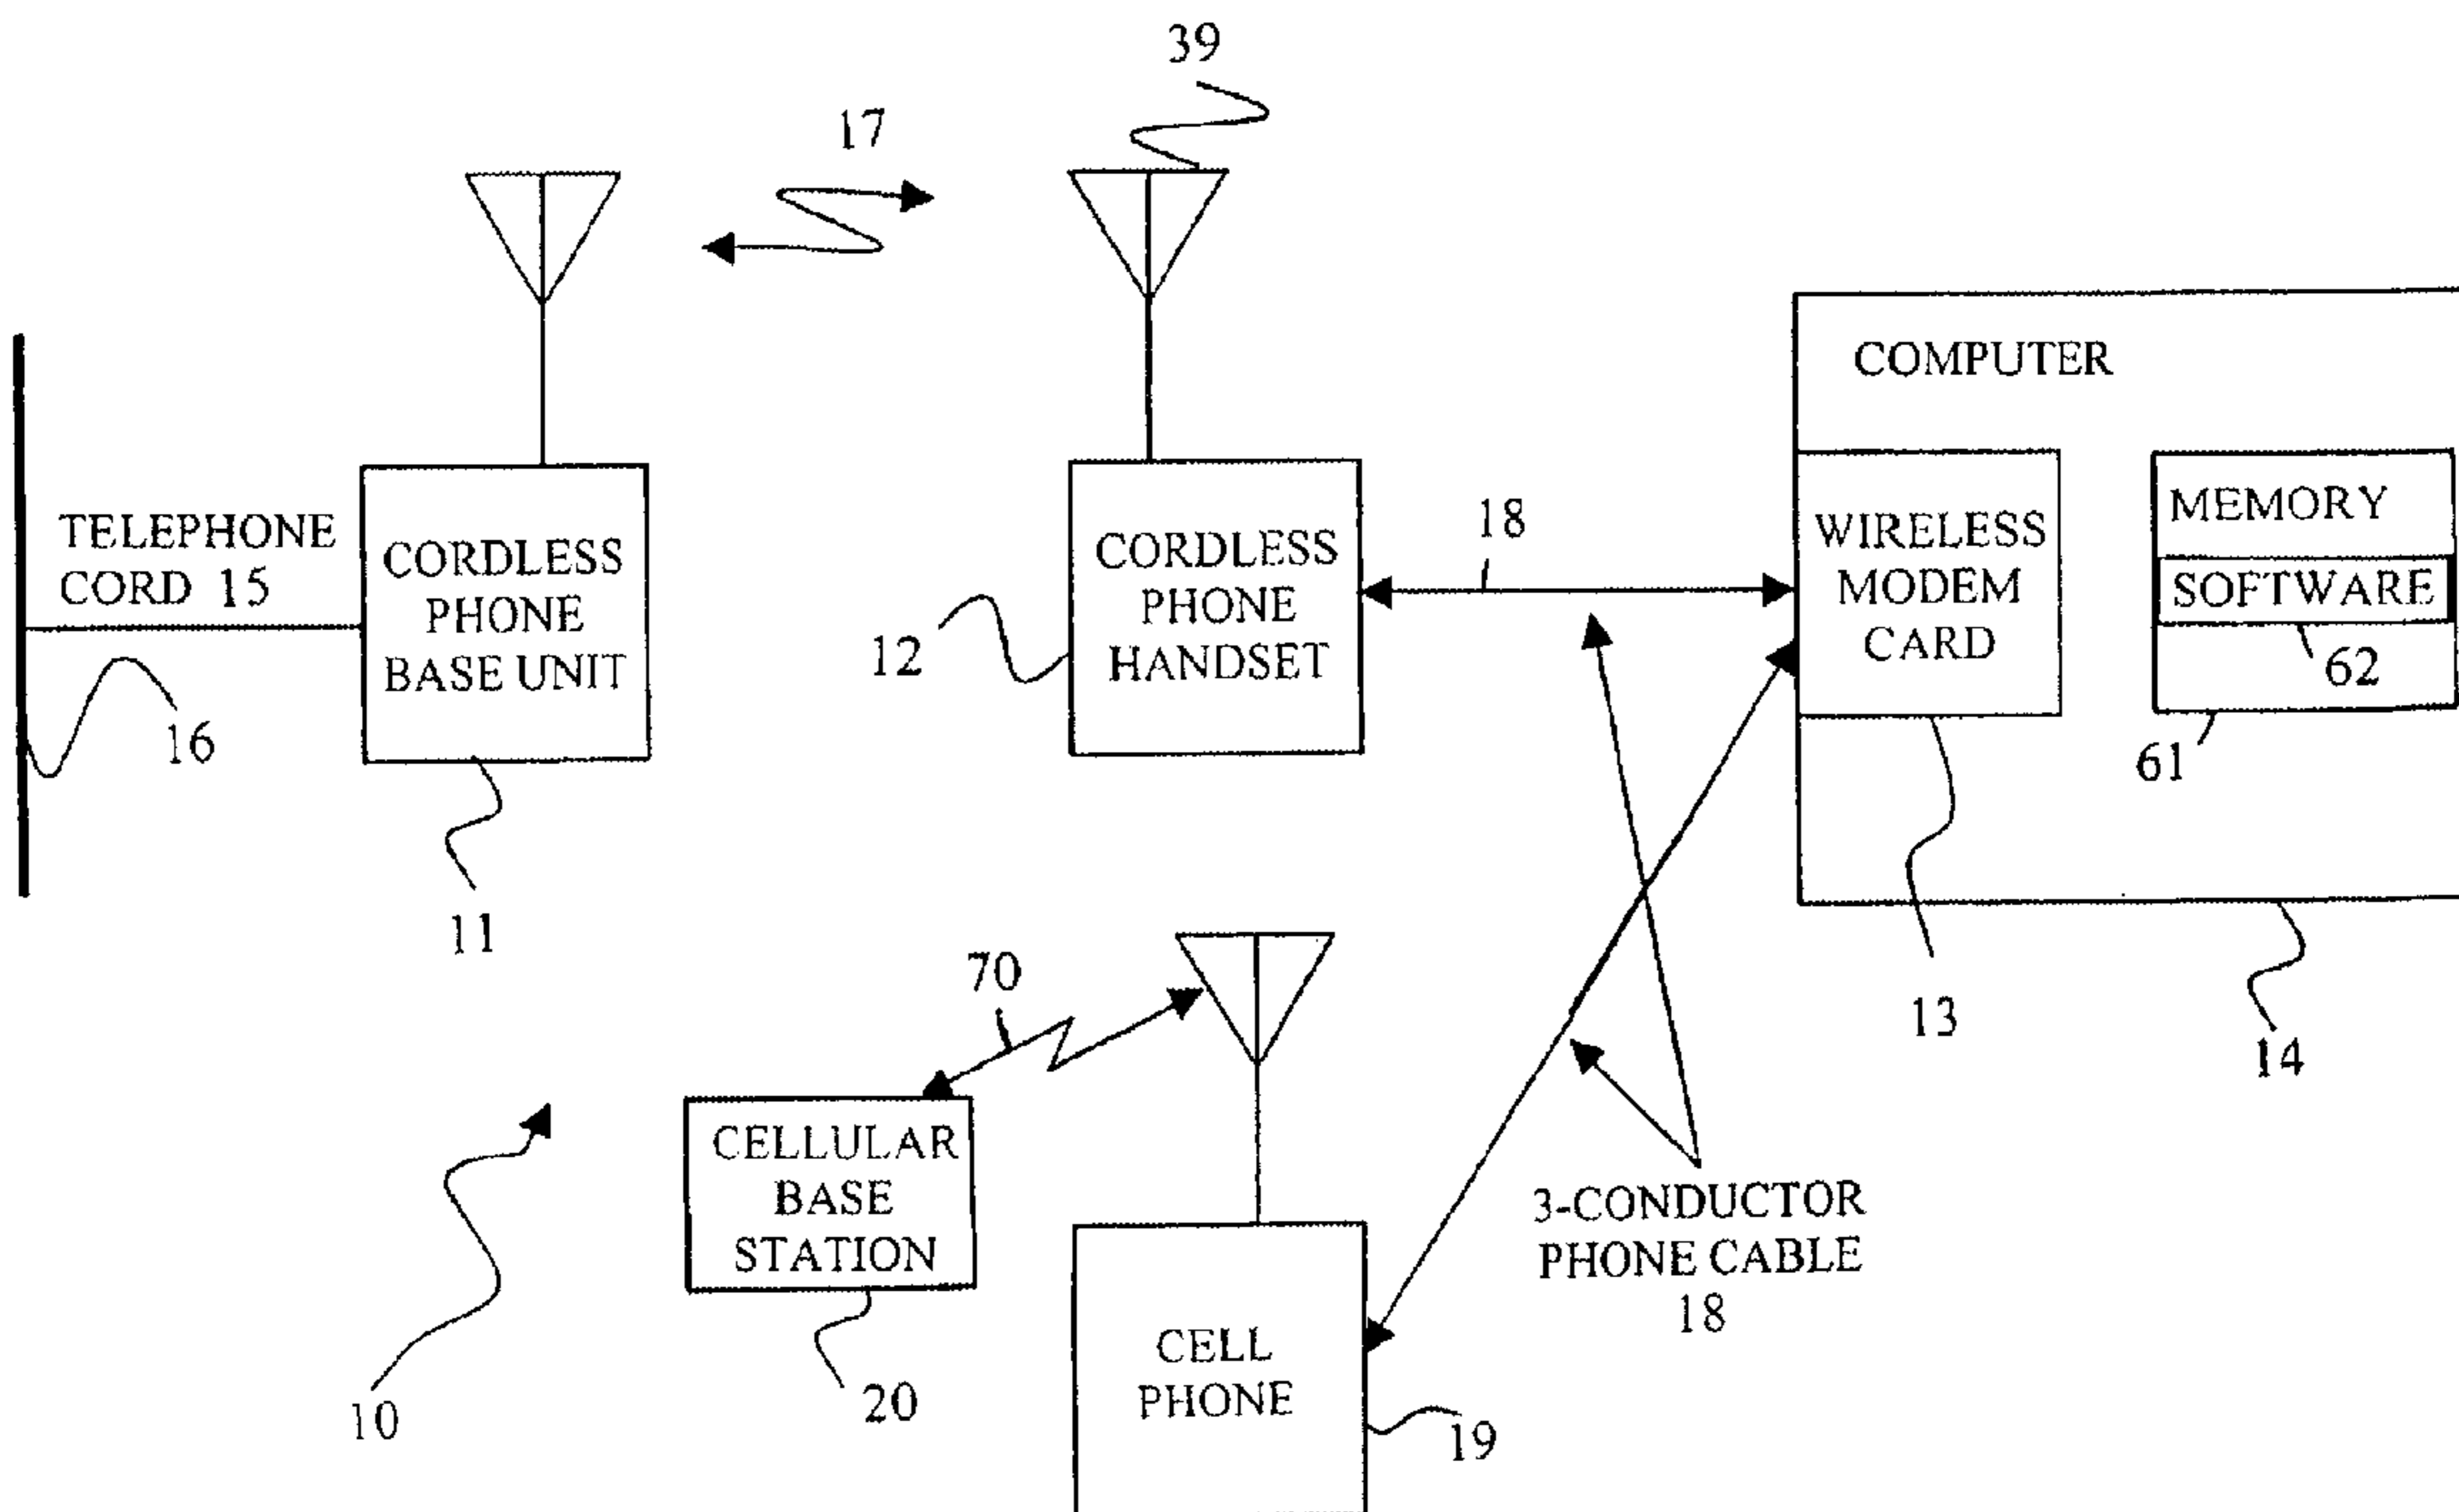 39
17
COMPUTER
TELEPHONE
CORD 15
CORDLESS
PHONE
BASE UNIT
CORDLESS
PHONE
HANDSET
18
WIRELESS
MODEM
CARD
MEMORY
SOFTWARE
62
61
12
16
11
13
14
70
CELLULAR
BASE
STATION
20
10
3-CONDUCTOR
PHONE CABLE
18
CELL
PHONE
19